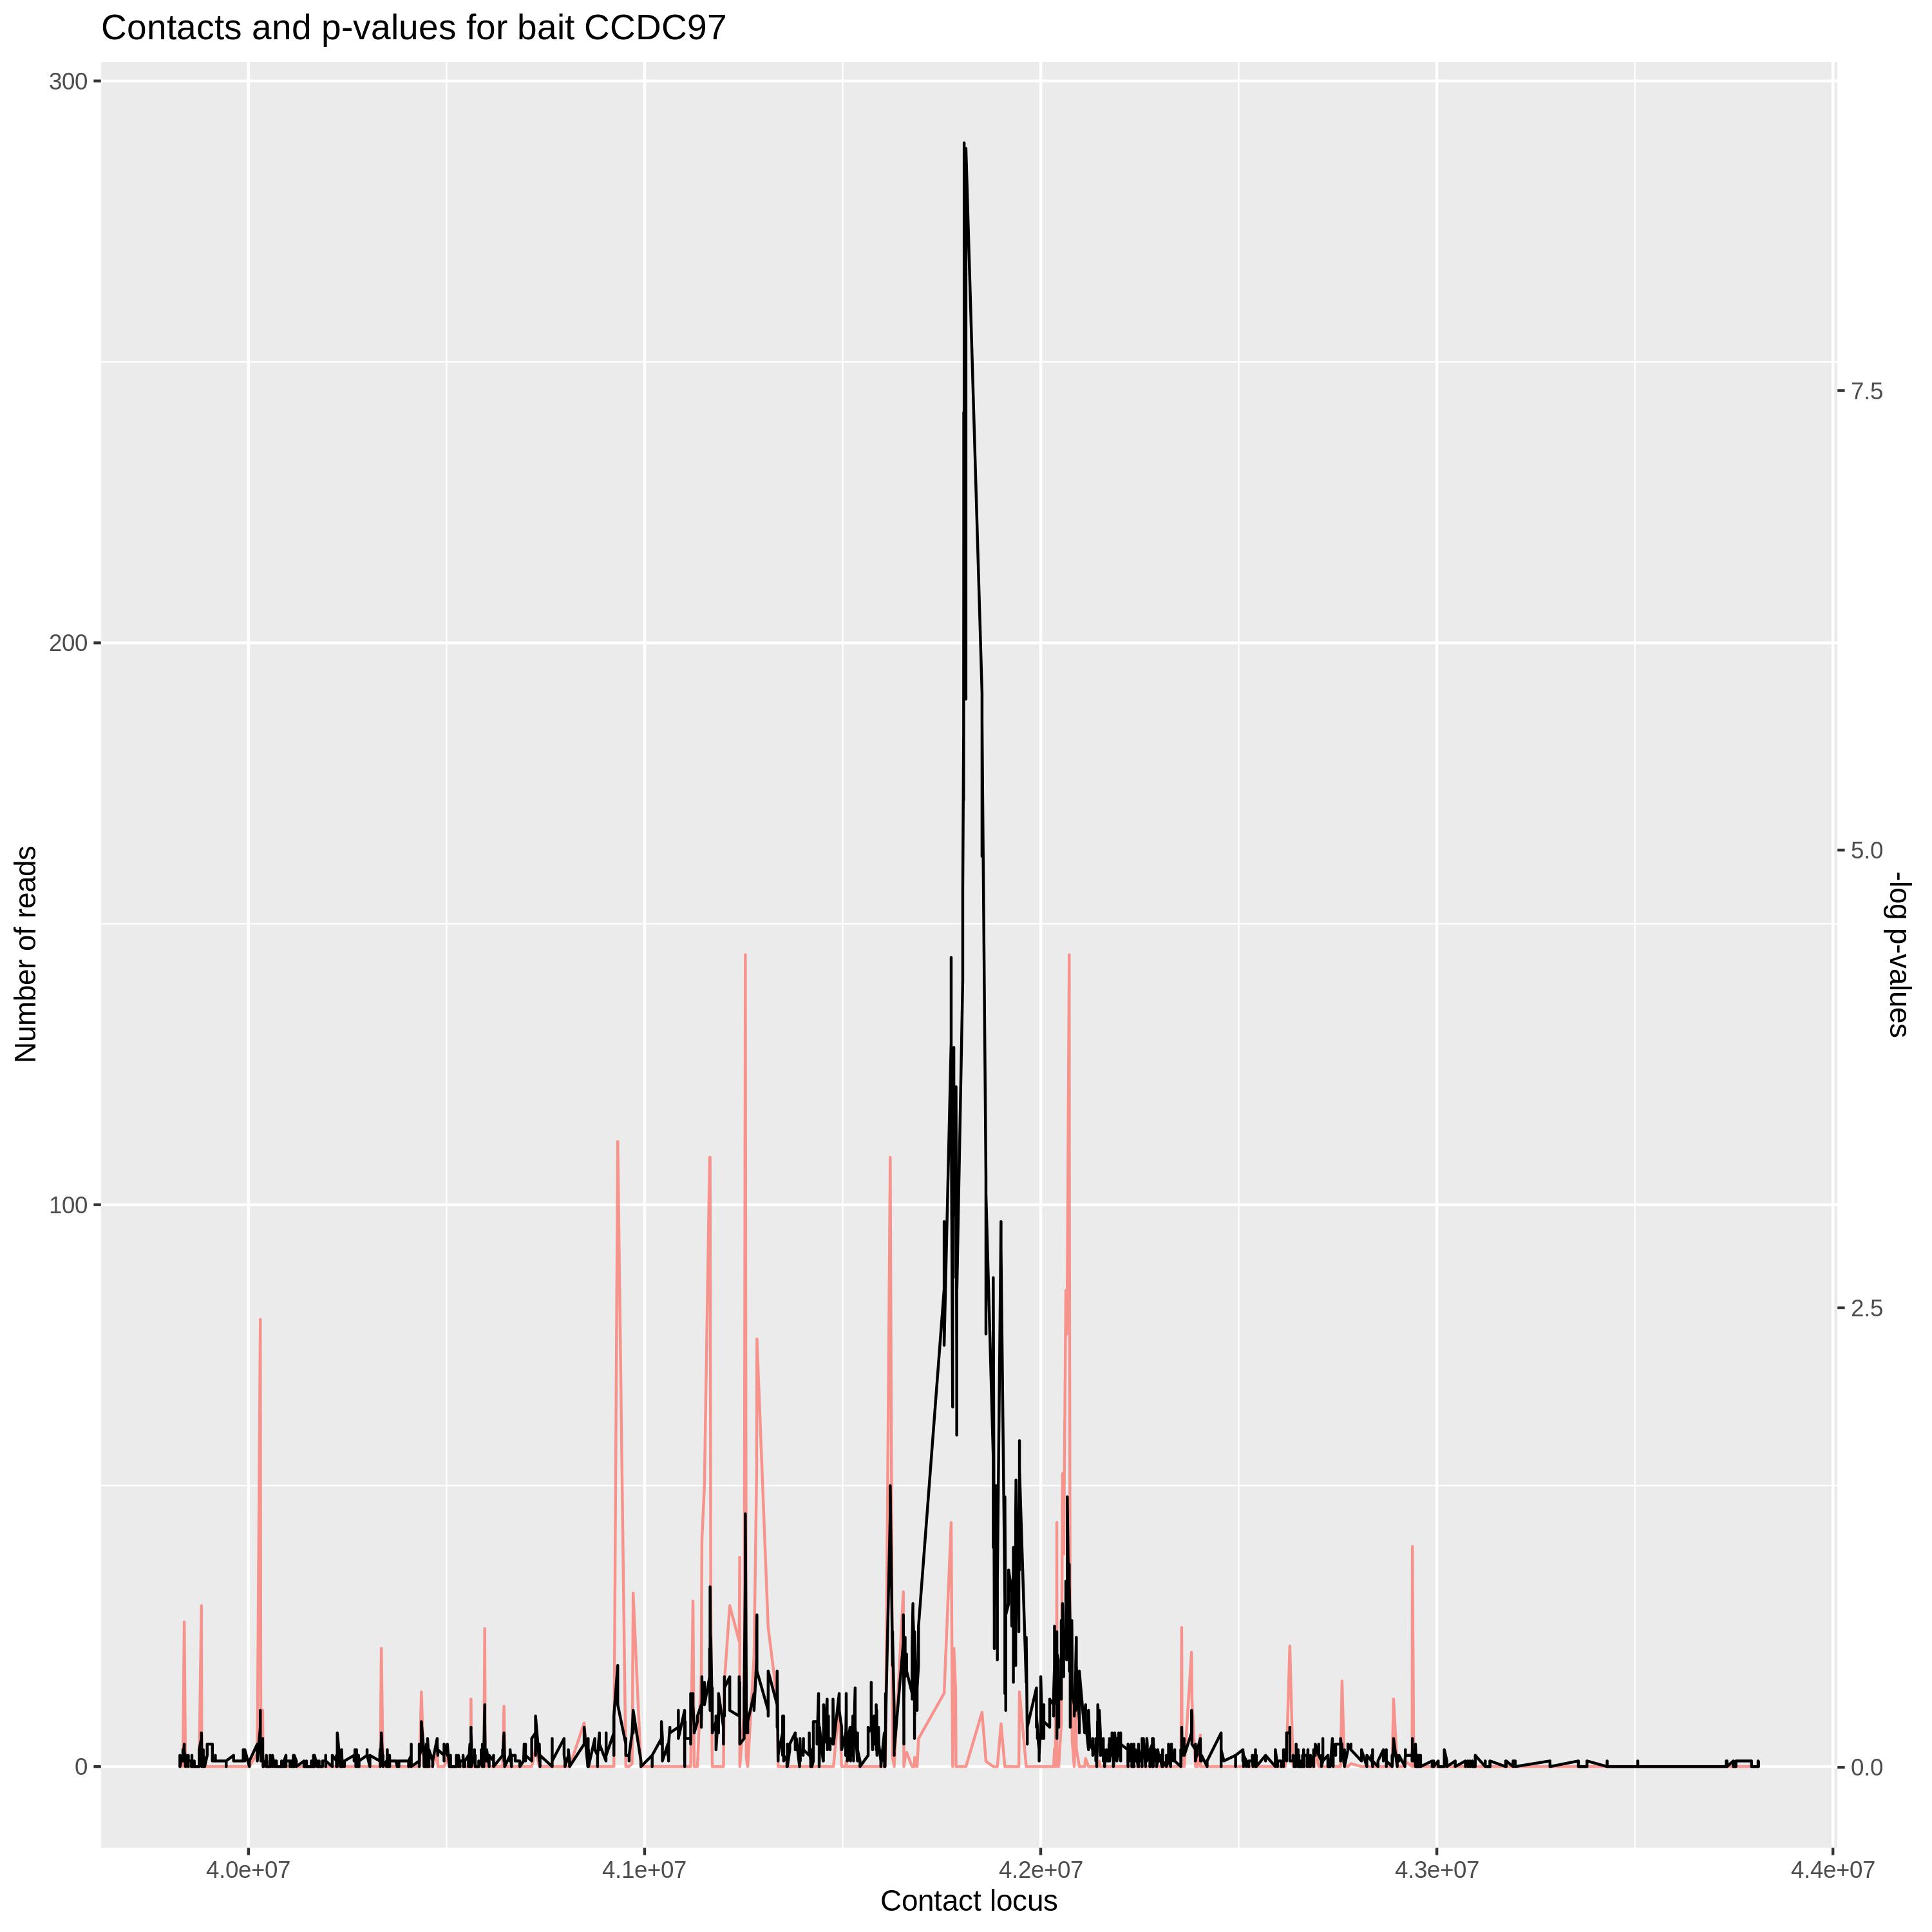 Contacts and p-values for bait CCDC97
300
200
100
0
Number of reads
7.5
5.0
2.5
0.0
-log p-values
4.0e+07 4.1e+07 4.2e+07 4.3e+07 4.4e+07
Contact locus